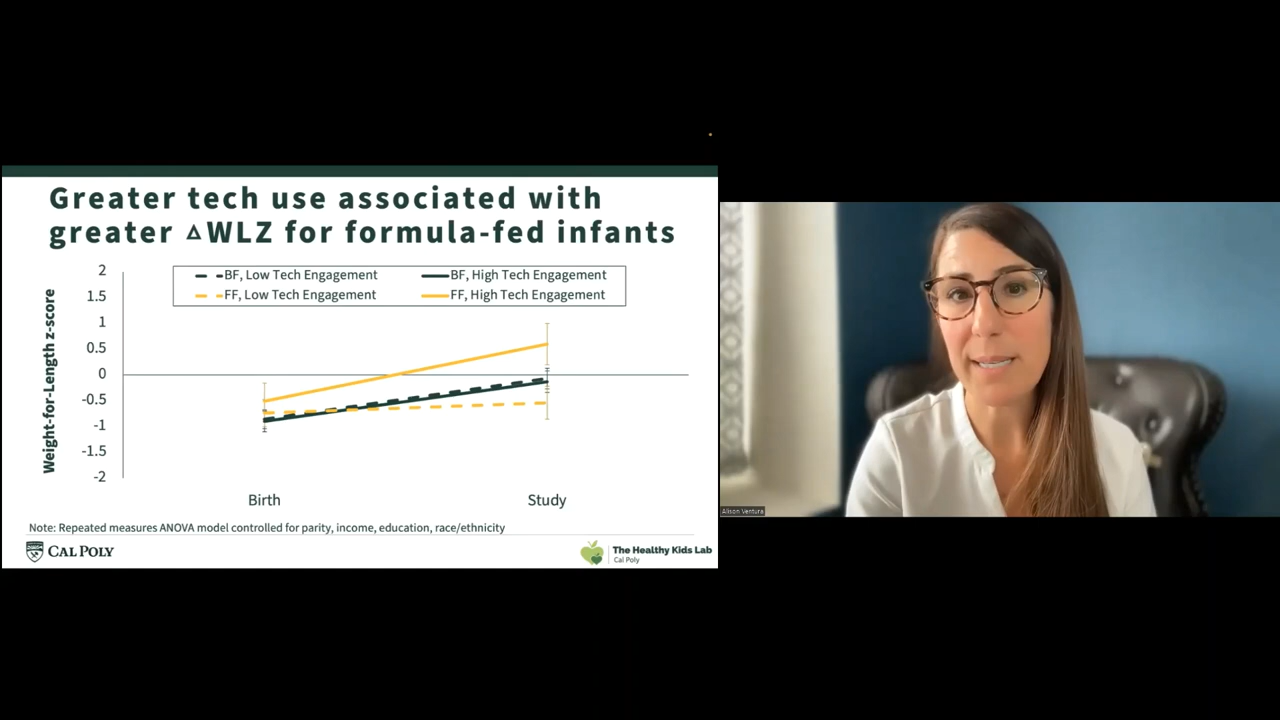 Greater tech use associated with
greater △WLZ for formula-fed infants
BF, Low Tech Engagement
BF, High Tech Engagement
FF, Low Tech Engagement
FF, High Tech Engagement
Weight-for-Length z-score
2
1.5
1
0.5
0
-0.5
-1
-1.5
-2
Birth
Study
Note: Repeated measures ANOVA model controlled for parity, income, education, race/ethnicity
CAL POLY
The Healthy Kids Lab
Cal Poly
Alison Ventura